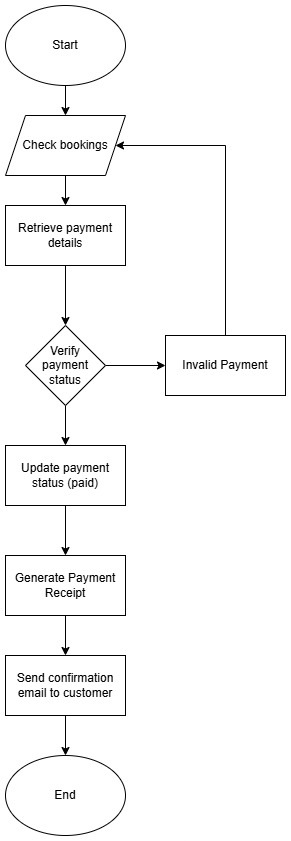 Start
Check bookings
Retrieve payment
details
Verify
payment
status
Invalid Payment
Update payment
status (paid)
Generate Payment
Receipt
Send confirmation
email to customer
End